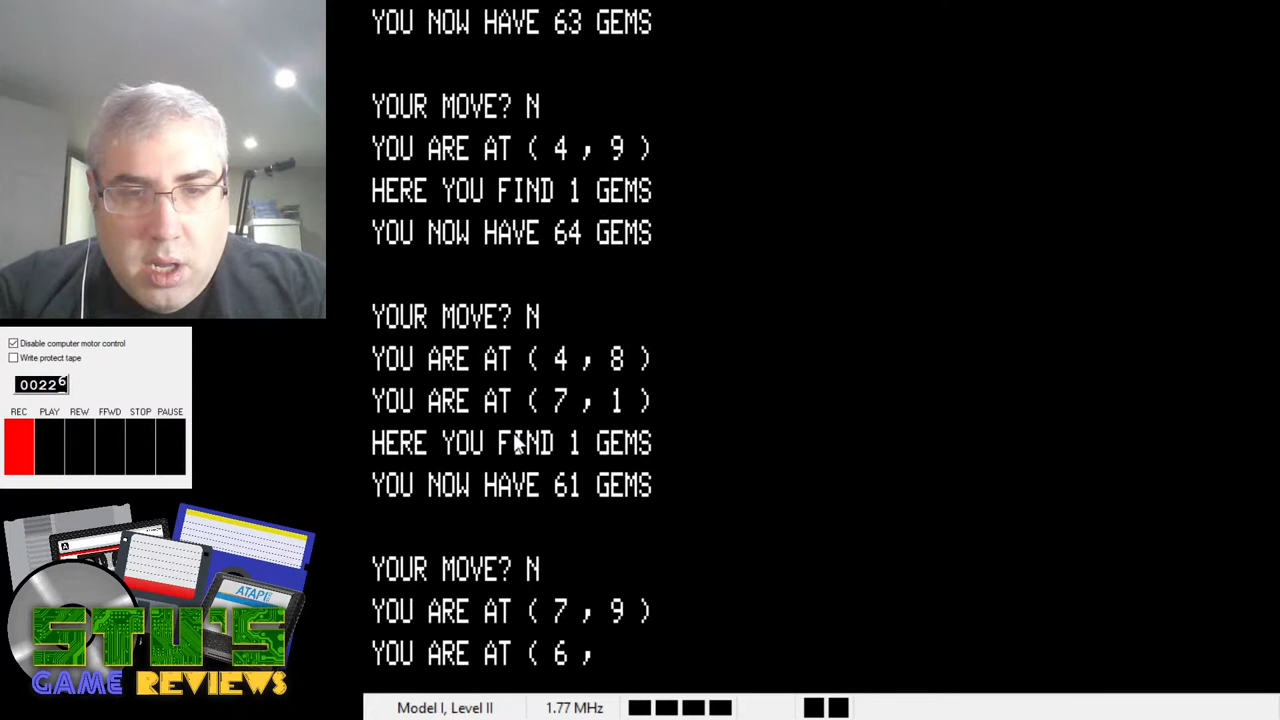 YOU NOW HAVE 63 GEMS
YOUR MOVE? N
YOU ARE AT ( 4 , 9 )
HERE YOU FIND 1 GEMS
YOU NOW HAVE 64 GEMS
YOUR MOVE? N
YOU ARE AT ( 4 , 8 )
YOU ARE AT ( 7 , 1 )
HERE YOU FIND 1 GEMS
YOU NOW HAVE 61 GEMS
YOUR MOVE? N
YOU ARE AT ( 7 , 9 )
YOU ARE AT ( 6 ,
Disable computer motor control
Write protect tape
00226
REC PLAY REW FFWD STOP PAUSE
A
ATAPI
STU'S
GAME REVIEWS
Model I, Level II 1.77 MHz